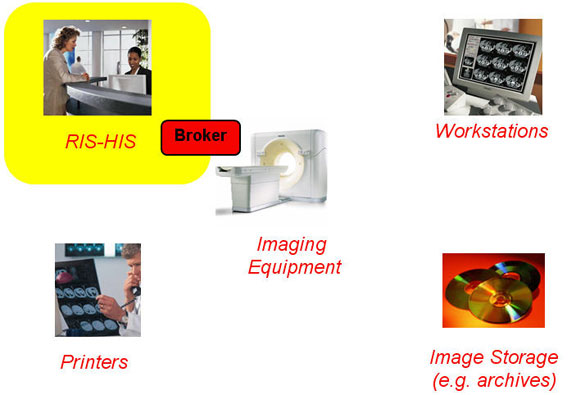 RIS-HIS
Broker
Workstations
Imaging
Equipment
Printers
Image Storage
(e.g. archives)